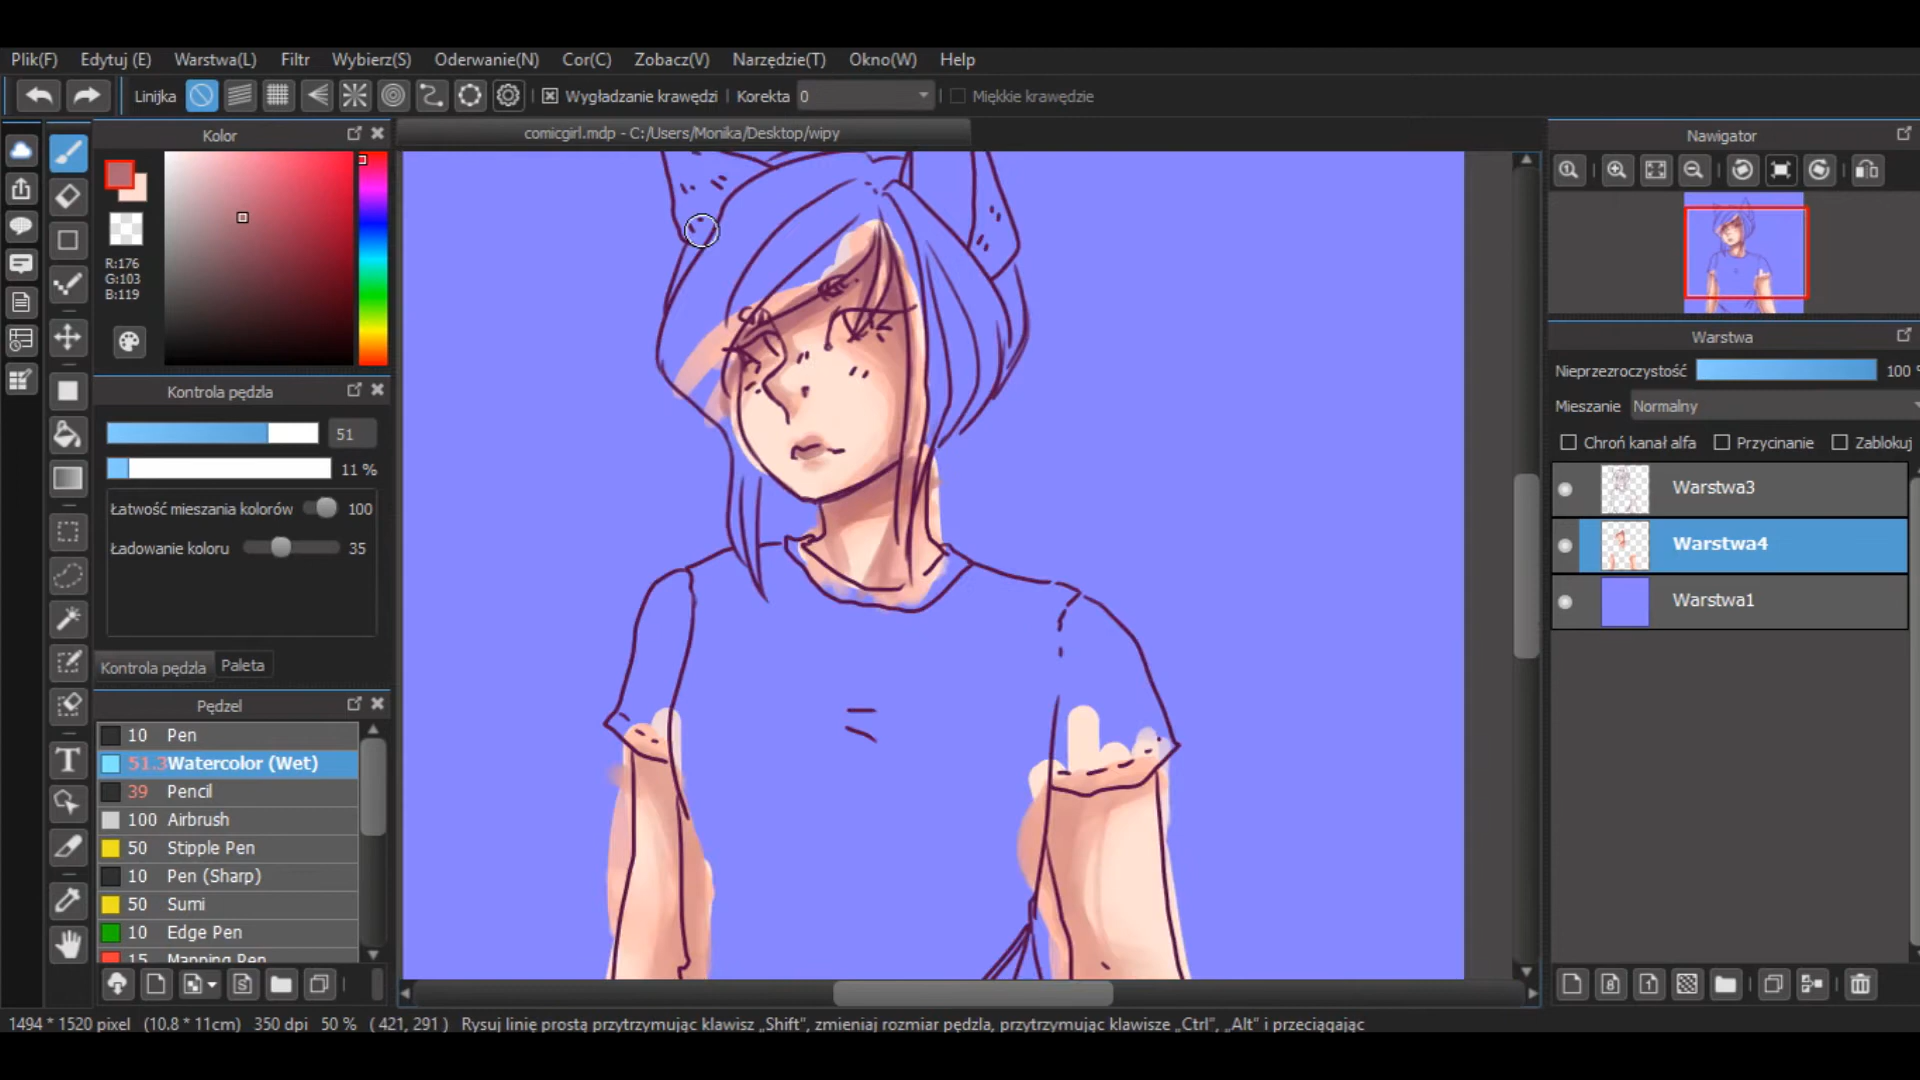 Plik(F) Edytuj (E) Warstwa(L) Filtr Wybierz(S) Oderwanie(N) Cor(C) Zobacz(V) Narzędzie(T) Okno(W) Help
Linijka Wygładzanie krawędzi Korekta 0 Miękkie krawędzie
Kolor
comicgirl.mdp - C:/Users/Monika/Desktop/wipy
Nawigator
R:176
G:103
B:119
Kontrola pędzla
51
11 %
Łatwość mieszania kolorów 100
Ładowanie koloru 35
Kontrola pędzla Paleta
Pędzel
10 Pen
51.3 Watercolor (Wet)
39 Pencil
100 Airbrush
50 Stipple Pen
10 Pen (Sharp)
50 Sumi
10 Edge Pen
15 Mapping Pen
Warstwa
Nieprzezroczystość 100 %
Mieszanie Normalny
Chroń kanał alfa Przycinanie Zablokuj
Warstwa3
Warstwa4
Warstwa1
1494 * 1520 pixel (10.8 * 11cm) 350 dpi 50 % ( 421, 291 ) Rysuj linię prostą przytrzymując klawisz „Shift”, zmieniaj rozmiar pędzla, przytrzymując klawisze „Ctrl”, „Alt” i przeciągając